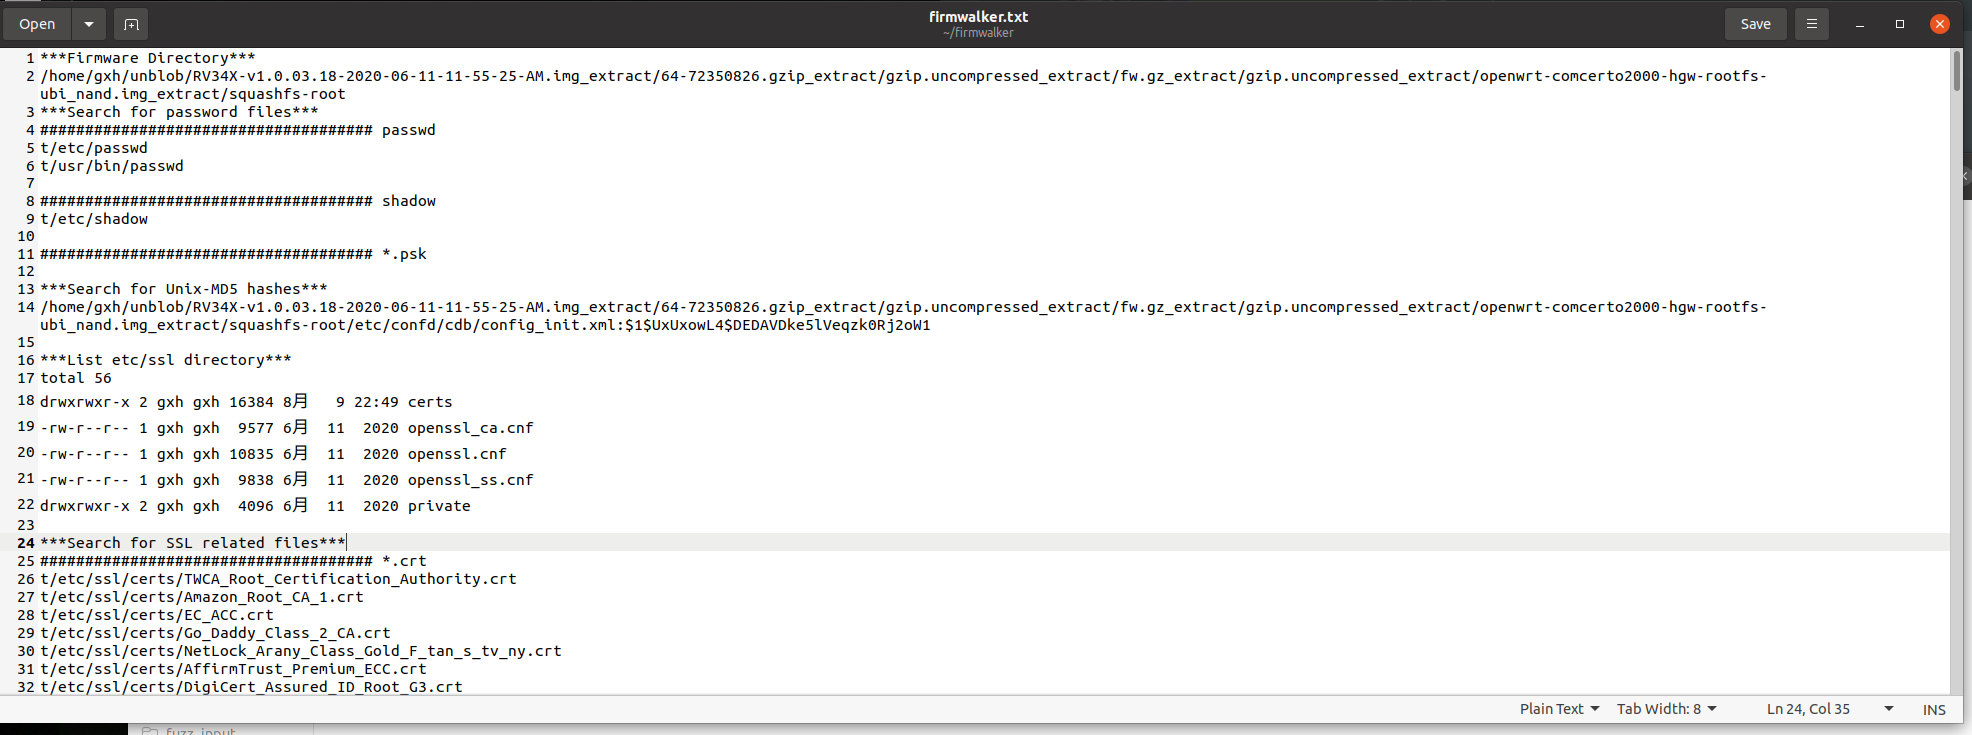 Open
firmwalker.txt
~/firmwalker
Save
1 ***Firmware Directory***
2 /home/gxh/unblob/RV34X-v1.0.03.18-2020-06-11-11-55-25-AM.img_extract/64-72350826.gzip_extract/gzip.uncompressed_extract/fw.gz_extract/gzip.uncompressed_extract/openwrt-comcerto2000-hgw-rootfs-
ubi_nand.img_extract/squashfs-root
3 ***Search for password files***
4 ##################################### passwd
5 t/etc/passwd
6 t/usr/bin/passwd
7
8 ##################################### shadow
9 t/etc/shadow
10
11 ##################################### *.psk
12
13 ***Search for Unix-MD5 hashes***
14 /home/gxh/unblob/RV34X-v1.0.03.18-2020-06-11-11-55-25-AM.img_extract/64-72350826.gzip_extract/gzip.uncompressed_extract/fw.gz_extract/gzip.uncompressed_extract/openwrt-comcerto2000-hgw-rootfs-
ubi_nand.img_extract/squashfs-root/etc/confd/cdb/config_init.xml:$1$UxUxowL4$DEDAVDke5lVeqzk0Rj2oW1
15
16 ***List etc/ssl directory***
17 total 56
18 drwxrwxr-x 2 gxh gxh 16384 8月   9 22:49 certs
19 -rw-r--r-- 1 gxh gxh  9577 6月  11  2020 openssl_ca.cnf
20 -rw-r--r-- 1 gxh gxh 10835 6月  11  2020 openssl.cnf
21 -rw-r--r-- 1 gxh gxh  9838 6月  11  2020 openssl_ss.cnf
22 drwxrwxr-x 2 gxh gxh  4096 6月  11  2020 private
23
24 ***Search for SSL related files***
25 ##################################### *.crt
26 t/etc/ssl/certs/TWCA_Root_Certification_Authority.crt
27 t/etc/ssl/certs/Amazon_Root_CA_1.crt
28 t/etc/ssl/certs/EC_ACC.crt
29 t/etc/ssl/certs/Go_Daddy_Class_2_CA.crt
30 t/etc/ssl/certs/NetLock_Arany_Class_Gold_F_tan_s_tv_ny.crt
31 t/etc/ssl/certs/AffirmTrust_Premium_ECC.crt
32 t/etc/ssl/certs/DigiCert_Assured_ID_Root_G3.crt
Plain Text
Tab Width: 8
Ln 24, Col 35
INS
fuzz_input